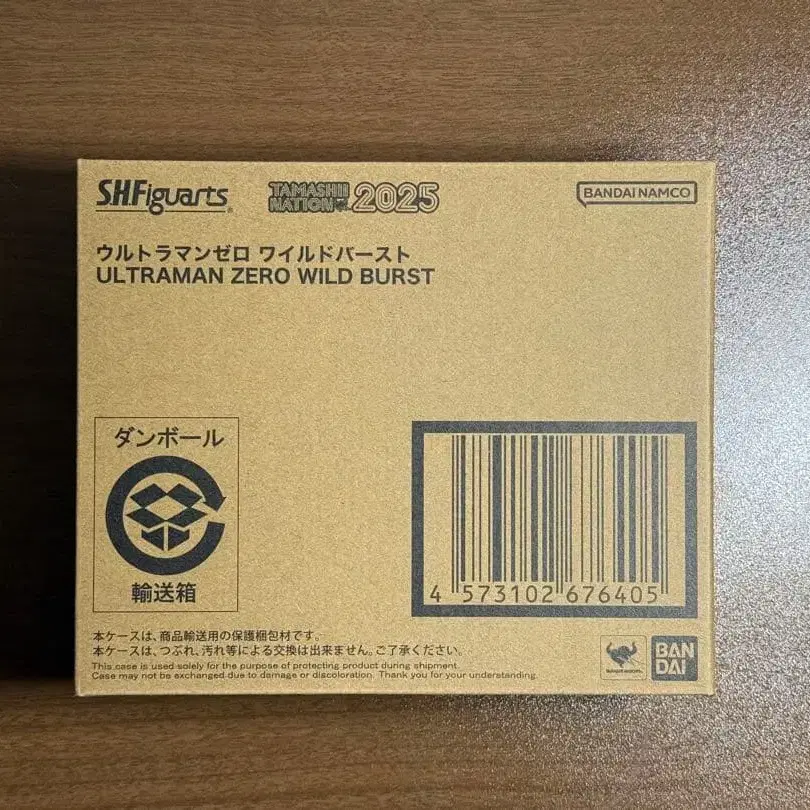 S.H.Figuarts
TAMASHII NATION 2025
BANDAI NAMCO
ウルトラマンゼロ ワイルドバースト
ULTRAMAN ZERO WILD BURST
ダンボール
輸送箱
4 573102 676405
本ケースは、商品輸送用の保護梱包材です。
本ケースは、つぶれ、汚れ等による交換は出来ません。ご了承ください。
This case is used solely for the purpose of protecting product during shipment.
Case may not be exchanged due to damage or discoloration. Thank you for your understanding.
BAN
DAI